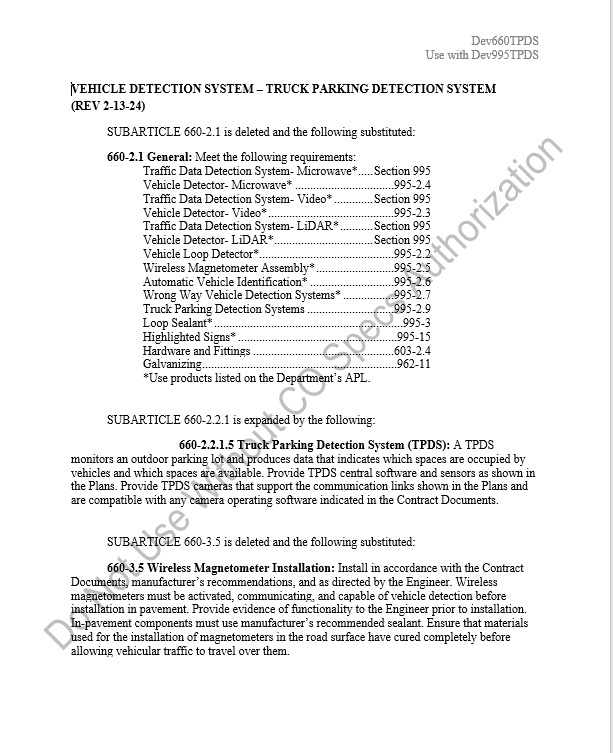 Dev660TPDS
Use with Dev995TPDS
VEHICLE DETECTION SYSTEM – TRUCK PARKING DETECTION SYSTEM
(REV 2-13-24)
SUBARTICLE 660-2.1 is deleted and the following substituted:
660-2.1 General: Meet the following requirements:
Traffic Data Detection System- Microwave*.....Section 995
Vehicle Detector- Microwave* ..................................995-2.4
Traffic Data Detection System- Video*.............Section 995
Vehicle Detector- Video*...........................................995-2.3
Traffic Data Detection System- LiDAR*...........Section 995
Vehicle Detector- LiDAR*..................................Section 995
Vehicle Loop Detector*..............................................995-2.2
Wireless Magnetometer Assembly*..........................995-2.5
Automatic Vehicle Identification* .............................995-2.6
Wrong Way Vehicle Detection Systems* .................995-2.7
Truck Parking Detection Systems .............................995-2.9
Loop Sealant*.................................................................995-3
Highlighted Signs* .......................................................995-15
Hardware and Fittings ................................................603-2.4
Galvanizing...................................................................962-11
*Use products listed on the Department’s APL.
SUBARTICLE 660-2.2.1 is expanded by the following:
660-2.2.1.5 Truck Parking Detection System (TPDS): A TPDS
monitors an outdoor parking lot and produces data that indicates which spaces are occupied by
vehicles and which spaces are available. Provide TPDS central software and sensors as shown in
the Plans. Provide TPDS cameras that support the communication links shown in the Plans and
are compatible with any camera operating software indicated in the Contract Documents.
SUBARTICLE 660-3.5 is deleted and the following substituted:
660-3.5 Wireless Magnetometer Installation: Install in accordance with the Contract
Documents, manufacturer’s recommendations, and as directed by the Engineer. Wireless
magnetometers must be activated, communicating, and capable of vehicle detection before
installation in pavement. Provide evidence of functionality to the Engineer prior to installation.
In-pavement components must use manufacturer’s recommended sealant. Ensure that materials
used for the installation of magnetometers in the road surface have cured completely before
allowing vehicular traffic to travel over them.
Do Not Use Without CO Specs Authorization